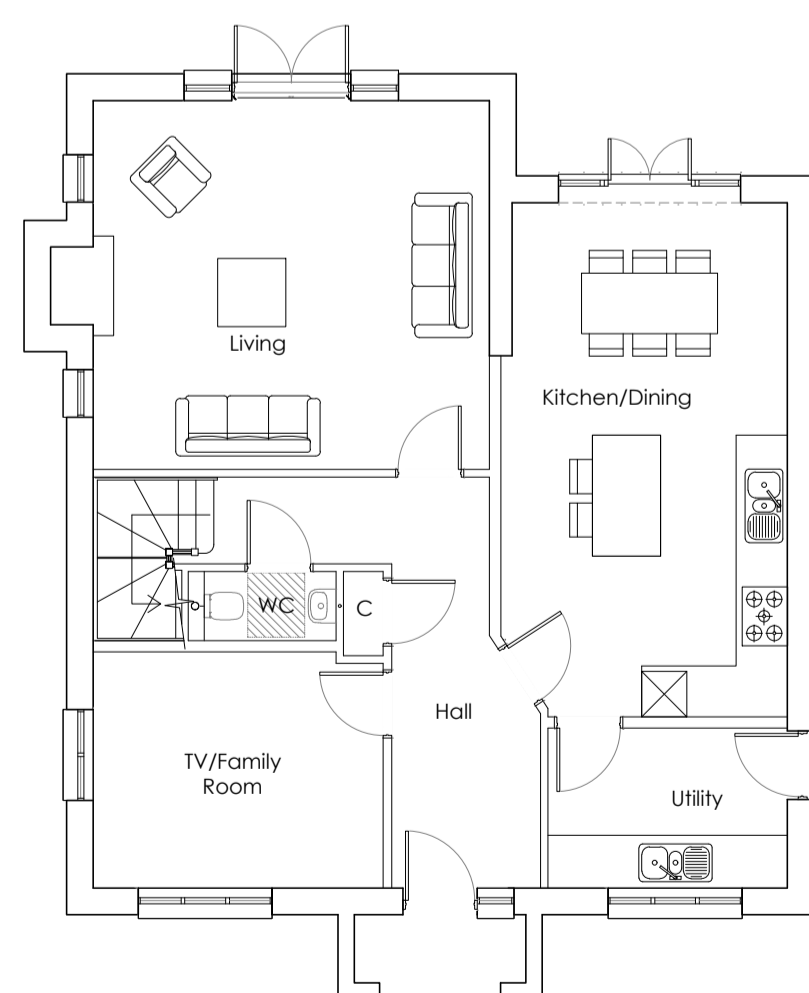 Living
Kitchen/Dining
WC
C
Hall
TV/Family
Room
Utility